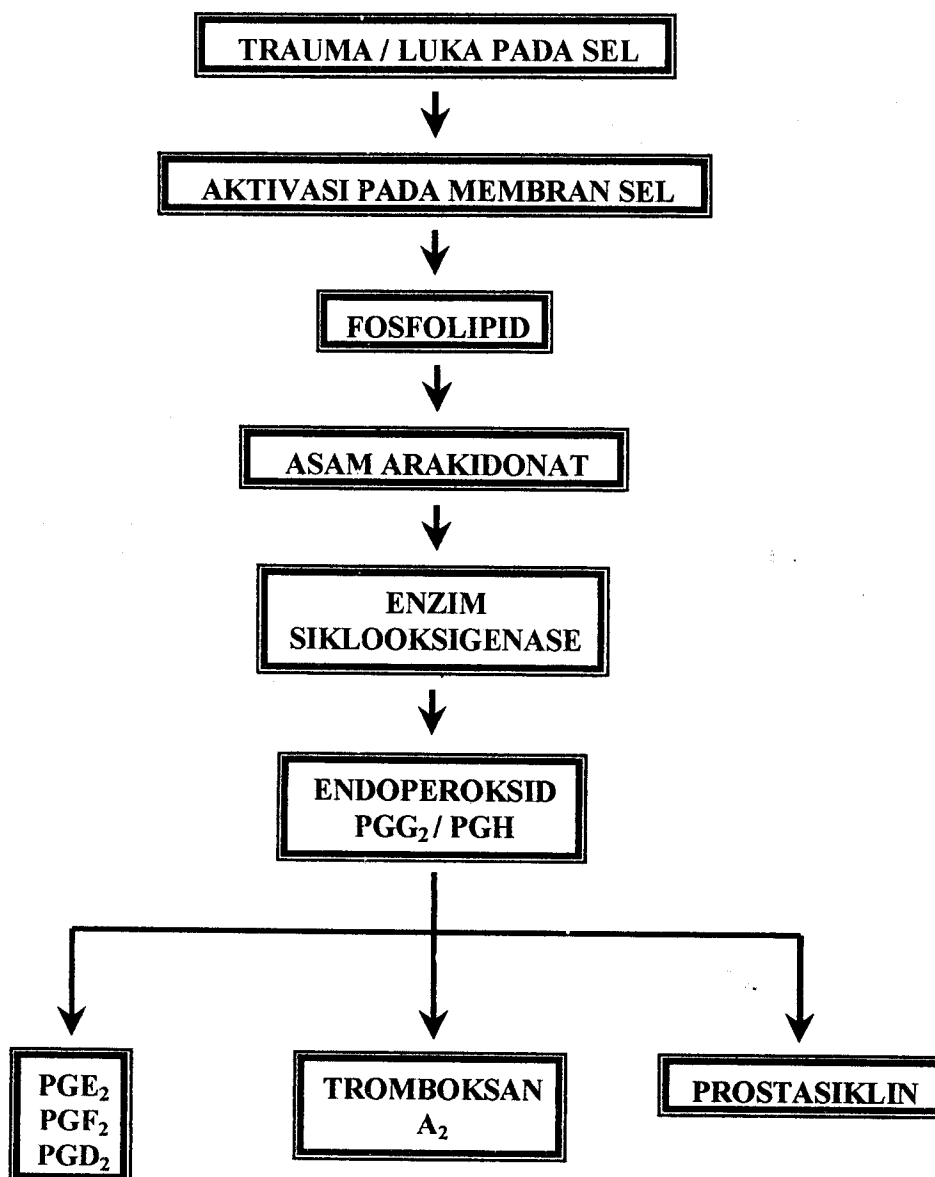 TRAUMA / LUKA PADA SEL
AKTIVASI PADA MEMBRAN SEL
FOSFOLIPID
ASAM ARAKIDONAT
ENZIM
SIKLOOKSIGENASE
ENDOPEROKSID
PGG₂ / PGH
PGE₂
PGF₂
PGD₂
TROMBOKSAN
A₂
PROSTASIKLIN